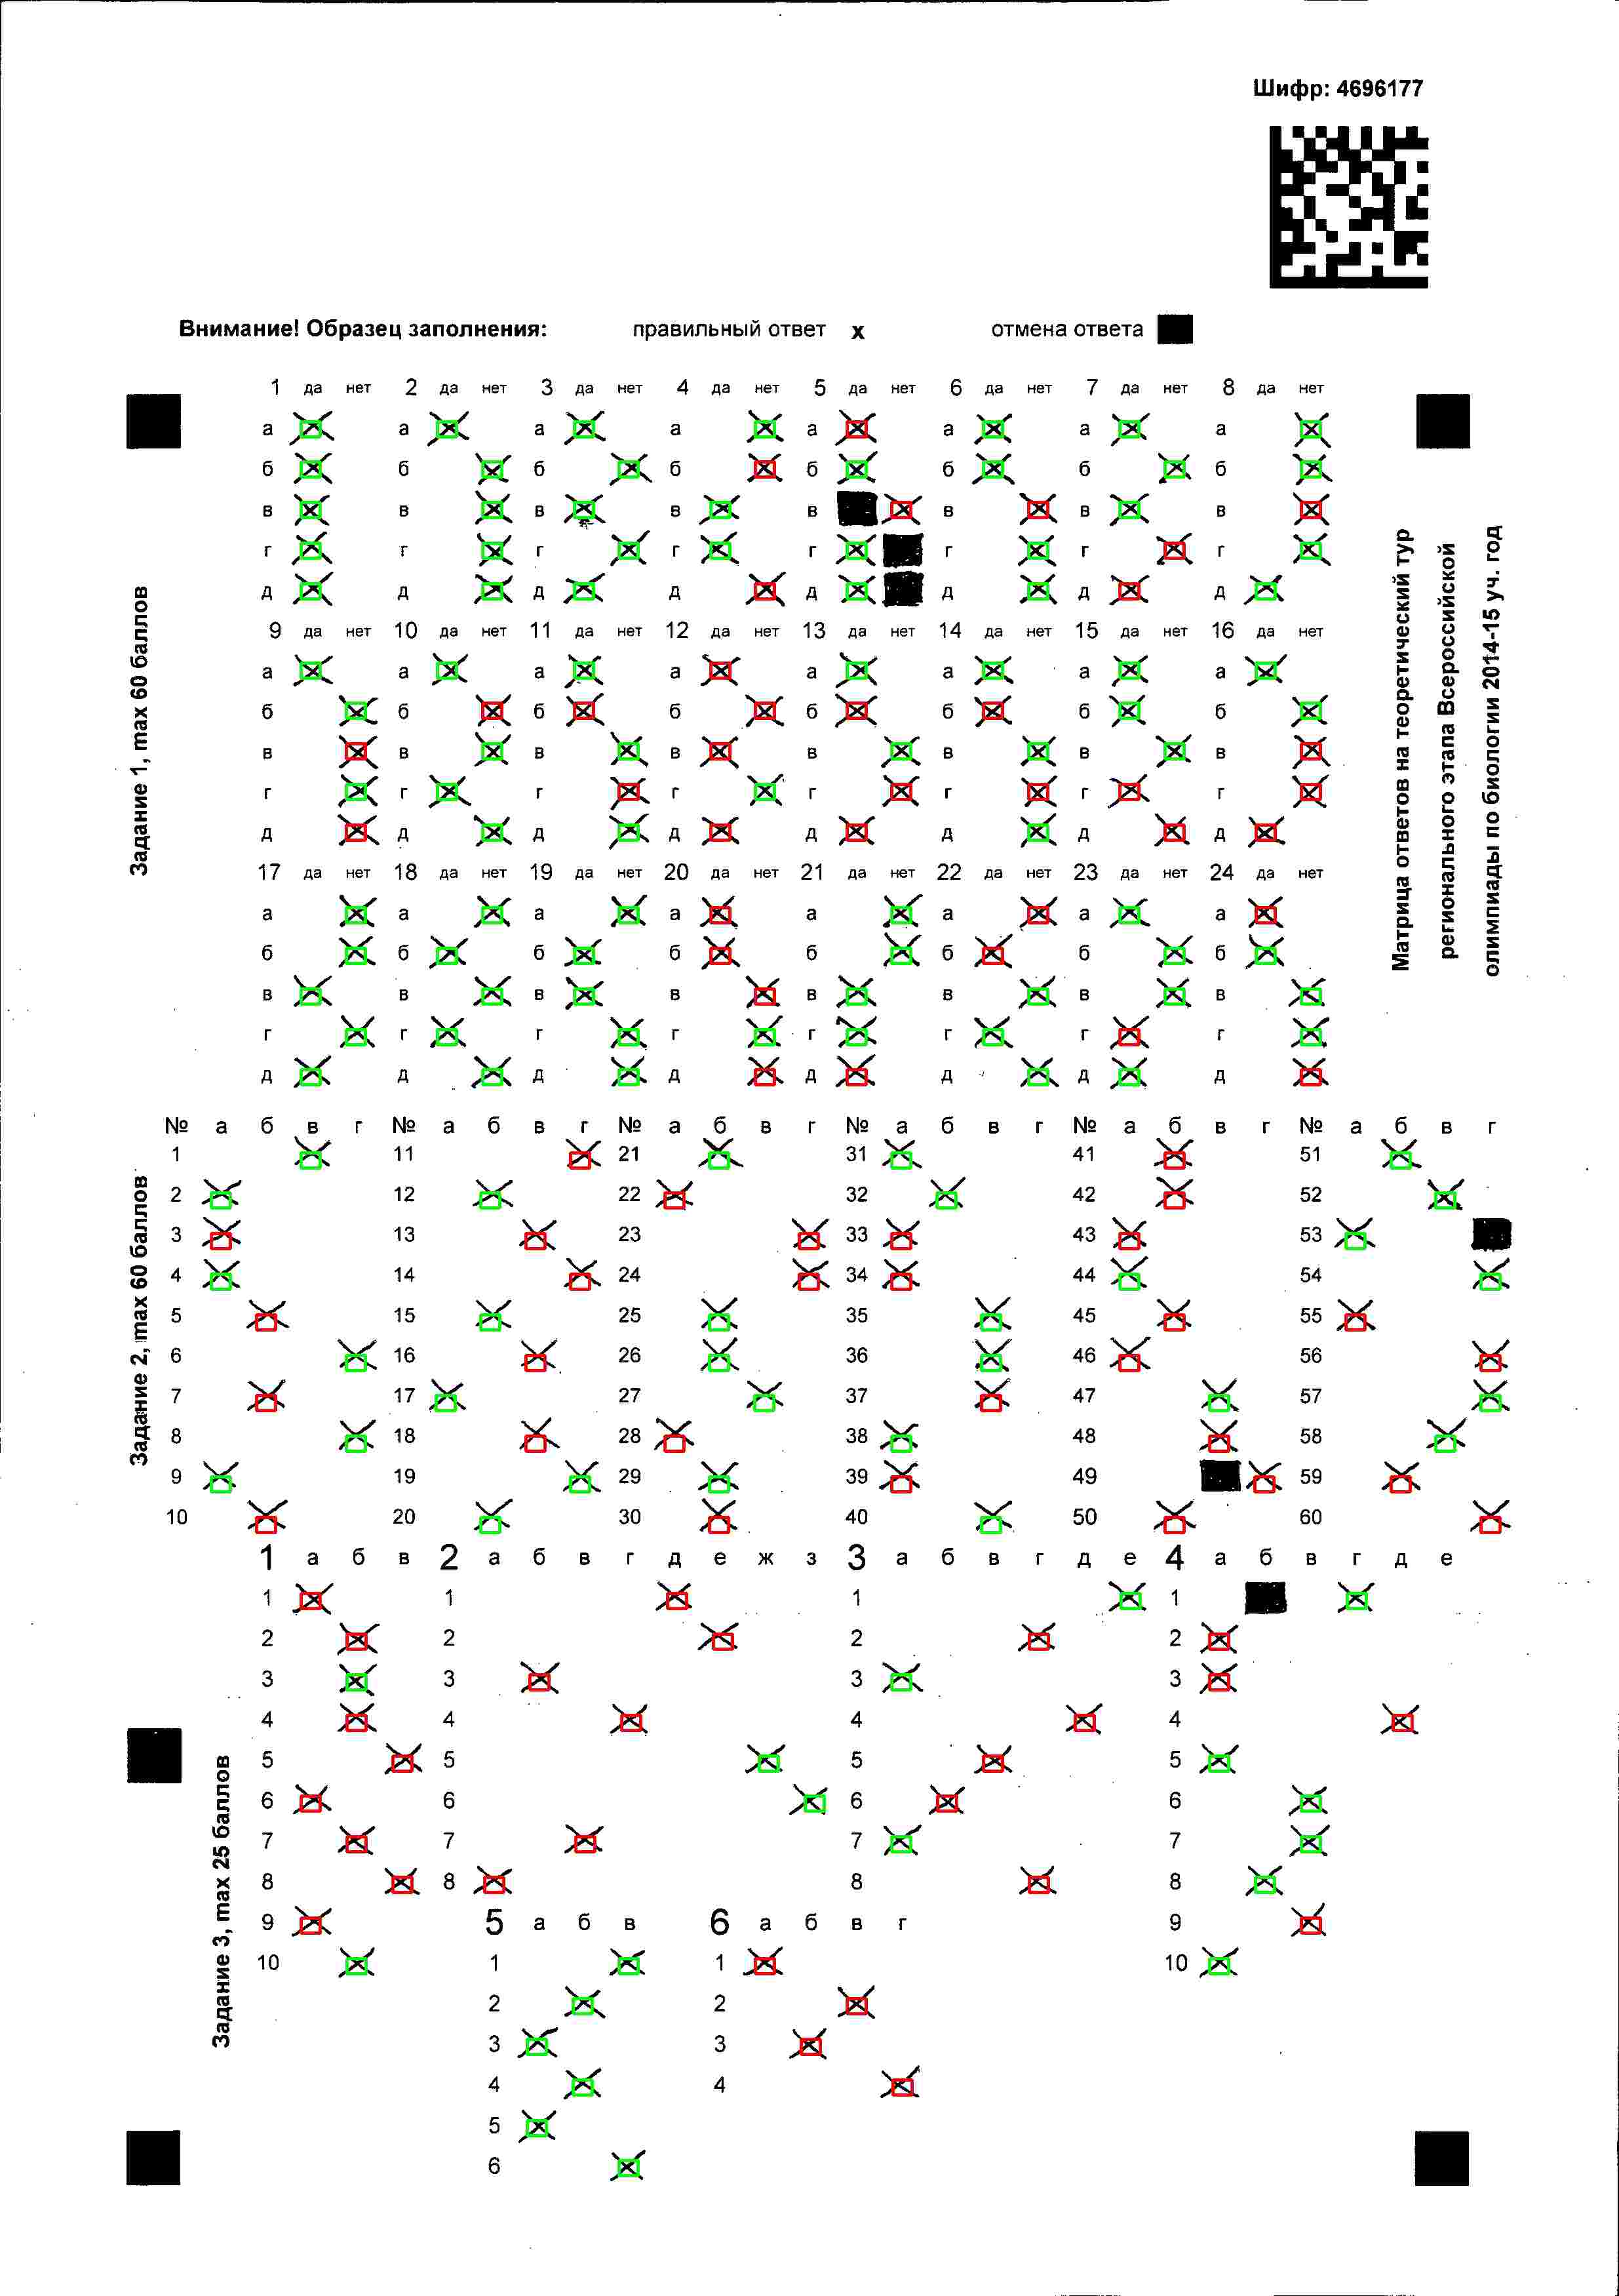 Шифр: 4696177
Внимание! Образец заполнения: правильный ответ х отмена ответа
Задание 1, max 60 баллов
1 да нет 2 да нет 3 да нет 4 да нет 5 да нет 6 да нет 7 да нет 8 да нет
а а а а а а а а
б б б б б б б б
в в в в в в в в
г г г г г г г г
д д д д д д д д
9 да нет 10 да нет 11 да нет 12 да нет 13 да нет 14 да нет 15 да нет 16 да нет
а а а а а а а а
б б б б б б б б
в в в в в в в в
г г г г г г г г
д д д д д д д д
17 да нет 18 да нет 19 да нет 20 да нет 21 да нет 22 да нет 23 да нет 24 да нет
а а а а а а а а
б б б б б б б б
в в в в в в в в
г г г г г г г г
д д д д д д д д
Матрица ответов на теоретический тур
регионального этапа Всероссийской
олимпиады по биологии 2014-15 уч. год
Задание 2, max 60 баллов
№ а б в г № а б в г № а б в г № а б в г № а б в г № а б в г
1 11 21 31 41 51
2 12 22 32 42 52
3 13 23 33 43 53
4 14 24 34 44 54
5 15 25 35 45 55
6 16 26 36 46 56
7 17 27 37 47 57
8 18 28 38 48 58
9 19 29 39 49 59
10 20 30 40 50 60
Задание 3, max 25 баллов
1 а б в 2 а б в г д е ж з 3 а б в г д е 4 а б в г д е
1 1 1 1
2 2 2 2
3 3 3 3
4 4 4 4
5 5 5 5
6 6 6 6
7 7 7 7
8 8 8 8
9 5 а б в 6 а б в г 9
10 1 1 10
2 2
3 3
4 4
5
6